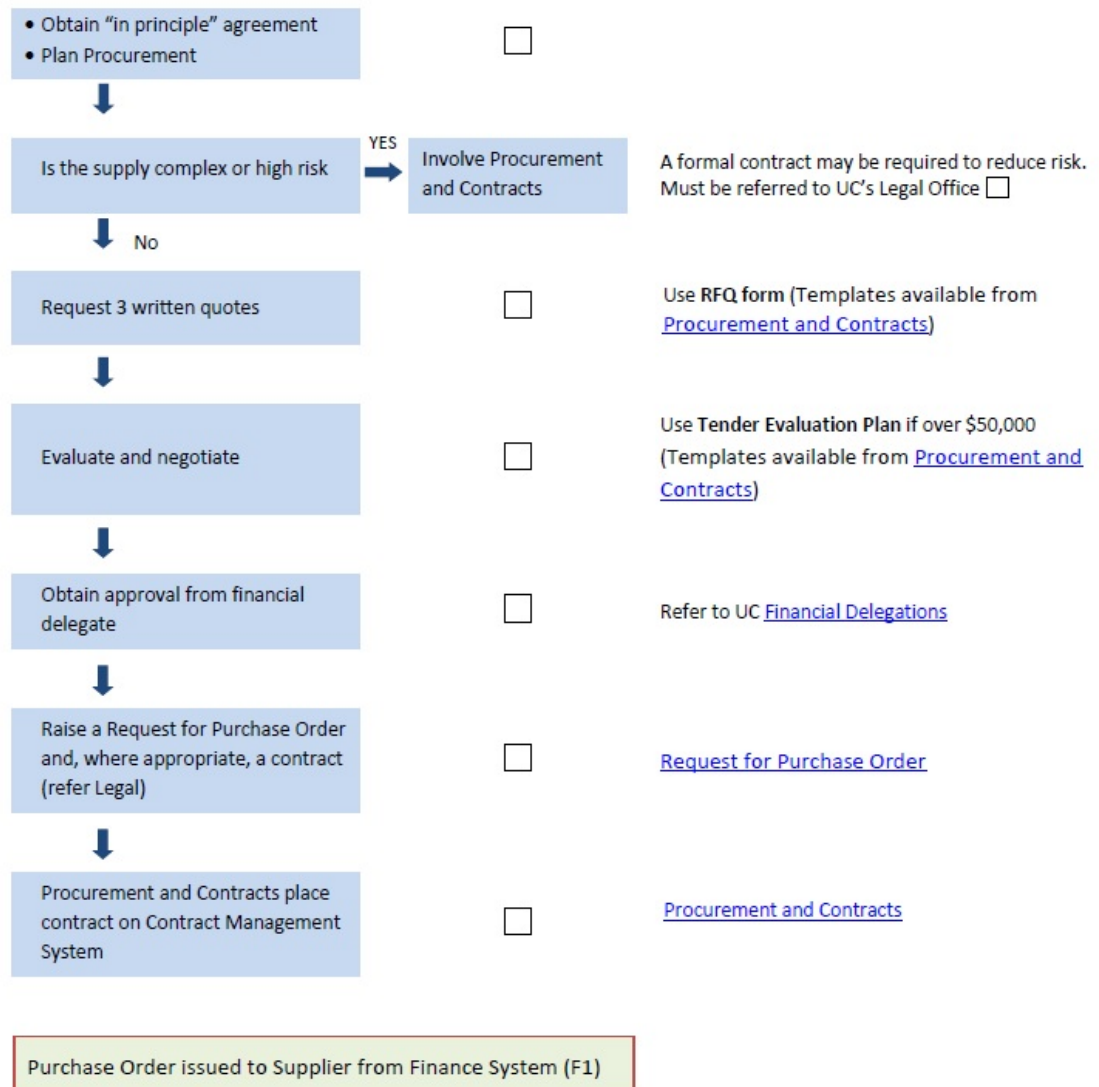 • Obtain “in principle” agreement
• Plan Procurement
Is the supply complex or high risk
YES
Involve Procurement
and Contracts
A formal contract may be required to reduce risk.
Must be referred to UC’s Legal Office
No
Request 3 written quotes
Use RFQ form (Templates available from
Procurement and Contracts)
Evaluate and negotiate
Use Tender Evaluation Plan if over $50,000
(Templates available from Procurement and
Contracts)
Obtain approval from financial
delegate
Refer to UC Financial Delegations
Raise a Request for Purchase Order
and, where appropriate, a contract
(refer Legal)
Request for Purchase Order
Procurement and Contracts place
contract on Contract Management
System
Procurement and Contracts
Purchase Order issued to Supplier from Finance System (F1)